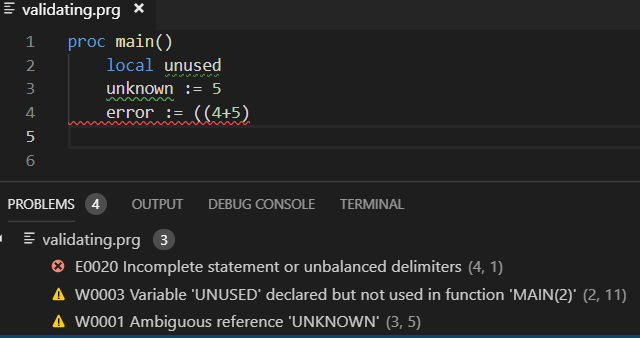 validating.prg ×
1 proc main()
2 local unused
3 unknown := 5
4 error := ((4+5)
5
6
PROBLEMS 4 OUTPUT DEBUG CONSOLE TERMINAL
validating.prg 3
E0020 Incomplete statement or unbalanced delimiters (4, 1)
W0003 Variable 'UNUSED' declared but not used in function 'MAIN(2)' (2, 11)
W0001 Ambiguous reference 'UNKNOWN' (3, 5)